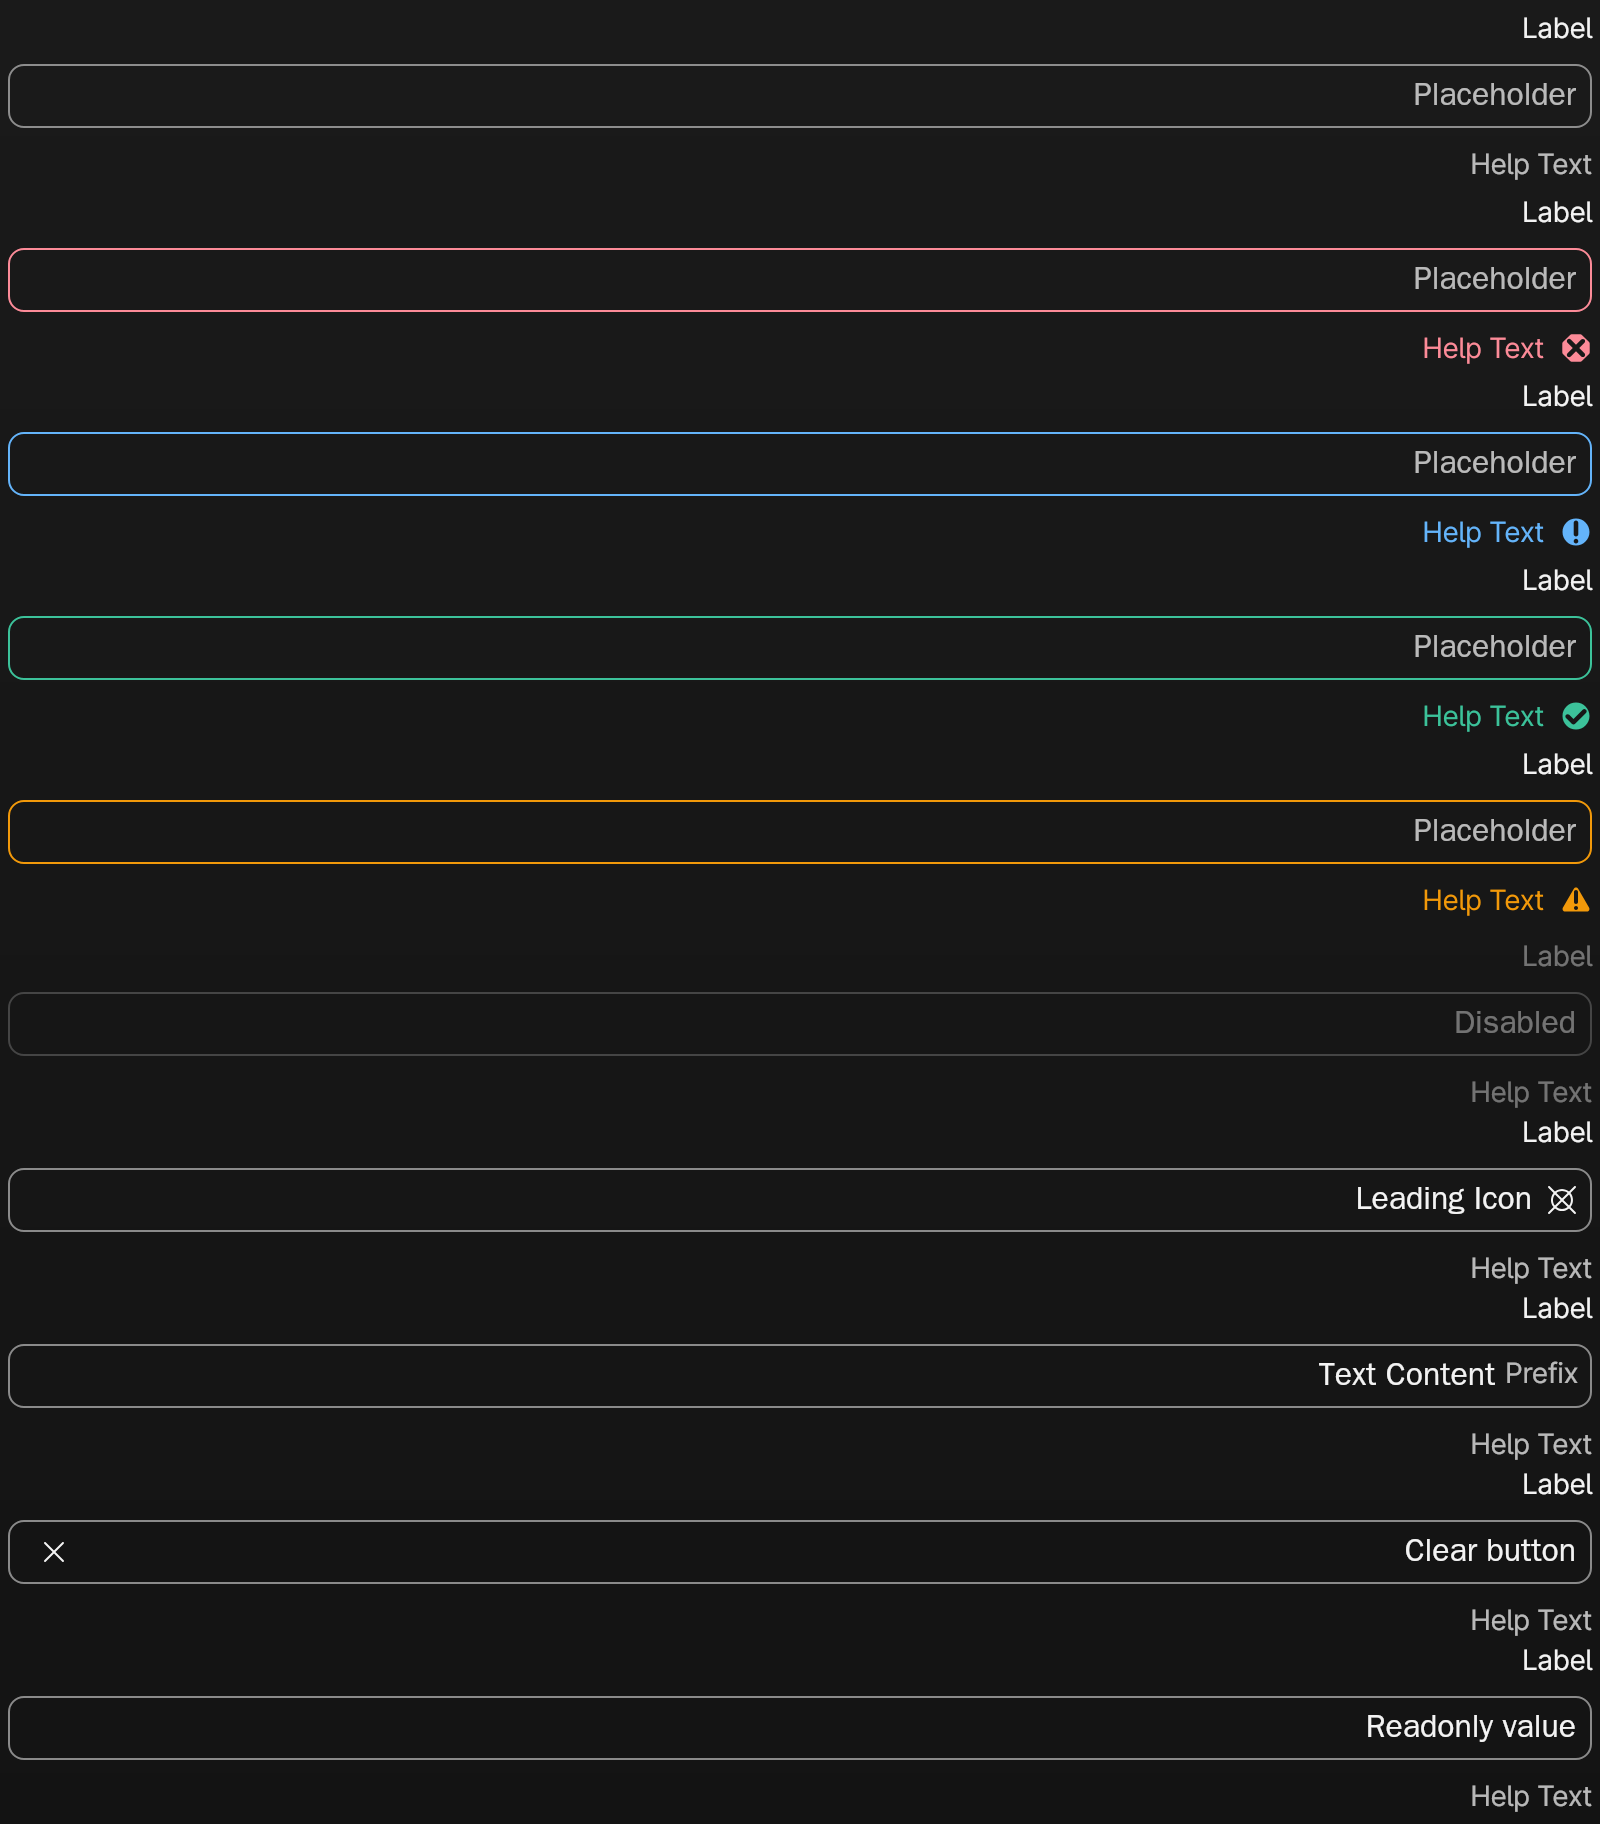 Label
Placeholder
Help Text
Label
Placeholder
Help Text
Label
Placeholder
Help Text
Label
Placeholder
Help Text
Label
Placeholder
Help Text
Label
Disabled
Help Text
Label
Leading Icon
Help Text
Label
Text Content Prefix
Help Text
Label
Clear button
Help Text
Label
Readonly value
Help Text